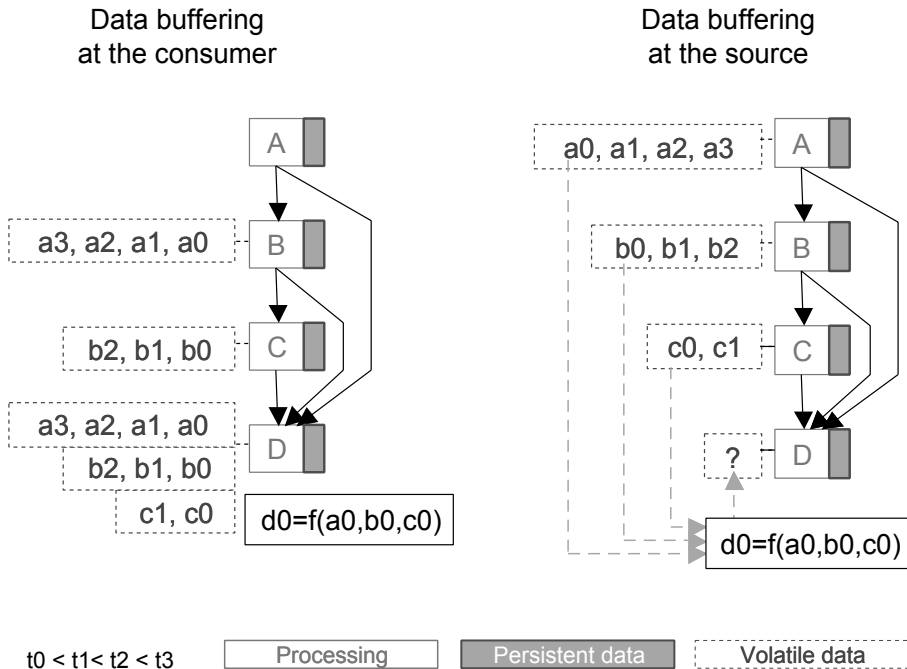 Data buffering
at the consumer
A
a3, a2, a1, a0
B
b2, b1, b0
C
a3, a2, a1, a0
D
b2, b1, b0
c1, c0
d0=f(a0,b0,c0)
Data buffering
at the source
a0, a1, a2, a3
A
b0, b1, b2
B
c0, c1
C
?
D
d0=f(a0,b0,c0)
t0 < t1< t2 < t3
Processing
Persistent data
Volatile data